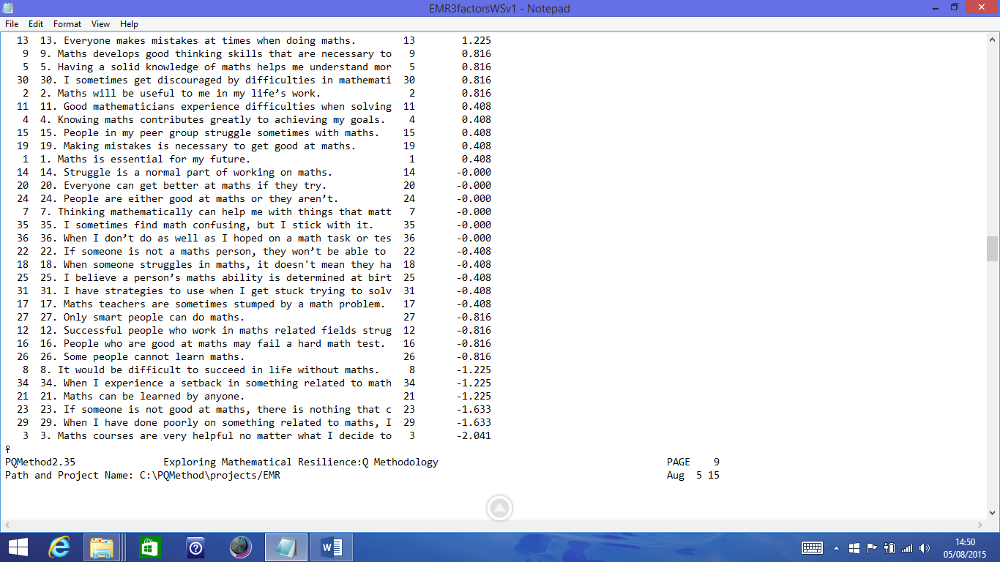 EMR3factorsWSv1 - Notepad
File Edit Format View Help
13 13. Everyone makes mistakes at times when doing maths. 13 1.225
9 9. Maths develops good thinking skills that are necessary to 9 0.816
5 5. Having a solid knowledge of maths helps me understand mor 5 0.816
30 30. I sometimes get discouraged by difficulties in mathemati 30 0.816
2 2. Maths will be useful to me in my life’s work. 2 0.816
11 11. Good mathematicians experience difficulties when solving 11 0.408
4 4. Knowing maths contributes greatly to achieving my goals. 4 0.408
15 15. People in my peer group struggle sometimes with maths. 15 0.408
19 19. Making mistakes is necessary to get good at maths. 19 0.408
1 1. Maths is essential for my future. 1 0.408
14 14. Struggle is a normal part of working on maths. 14 -0.000
20 20. Everyone can get better at maths if they try. 20 -0.000
24 24. People are either good at maths or they aren’t. 24 -0.000
7 7. Thinking mathematically can help me with things that matt 7 -0.000
35 35. I sometimes find math confusing, but I stick with it. 35 -0.000
36 36. When I don’t do as well as I hoped on a math task or tes 36 -0.000
22 22. If someone is not a maths person, they won’t be able to 22 -0.408
18 18. When someone struggles in maths, it doesn't mean they ha 18 -0.408
25 25. I believe a person’s maths ability is determined at birt 25 -0.408
31 31. I have strategies to use when I get stuck trying to solv 31 -0.408
17 17. Maths teachers are sometimes stumped by a math problem. 17 -0.408
27 27. Only smart people can do maths. 27 -0.816
12 12. Successful people who work in maths related fields strug 12 -0.816
16 16. People who are good at maths may fail a hard math test. 16 -0.816
26 26. Some people cannot learn maths. 26 -0.816
8 8. It would be difficult to succeed in life without maths. 8 -1.225
34 34. When I experience a setback in something related to math 34 -1.225
21 21. Maths can be learned by anyone. 21 -1.225
23 23. If someone is not good at maths, there is nothing that c 23 -1.633
29 29. When I have done poorly on something related to maths, I 29 -1.633
3 3. Maths courses are very helpful no matter what I decide to 3 -2.041
PQMethod2.35 Exploring Mathematical Resilience:Q Methodology PAGE 9
Path and Project Name: C:\PQMethod\projects/EMR Aug 5 15
14:50
05/08/2015